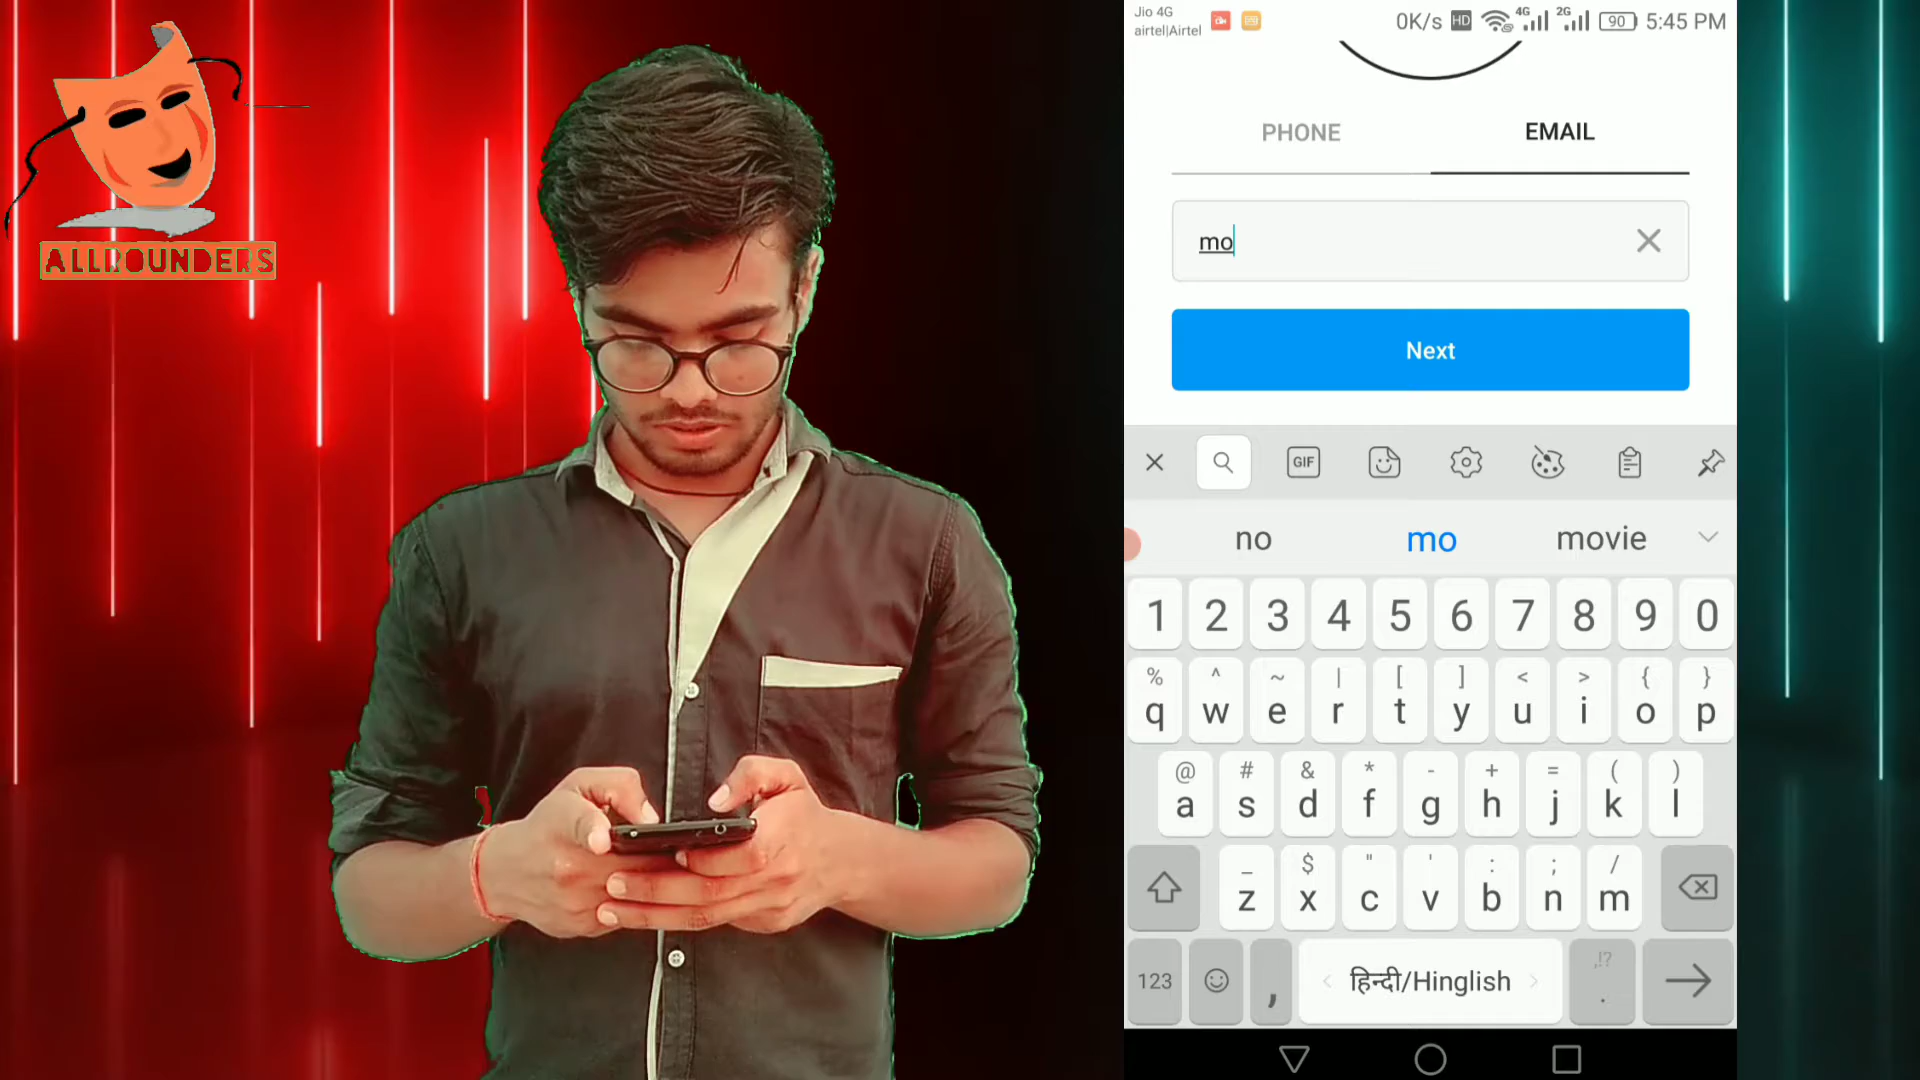 ALLROUNDERS
Jio 4G
airtel|Airtel
0K/s HD 4G 2G 90 5:45 PM
PHONE EMAIL
mo
Next
GIF
no mo movie
1 2 3 4 5 6 7 8 9 0
% ^ ~ | [ ] < > { }
q w e r t y u i o p
@ # & * - + = ( )
a s d f g h j k l
_ $ " ' : ; /
z x c v b n m
,!?
123 , हिन्दी/Hinglish .